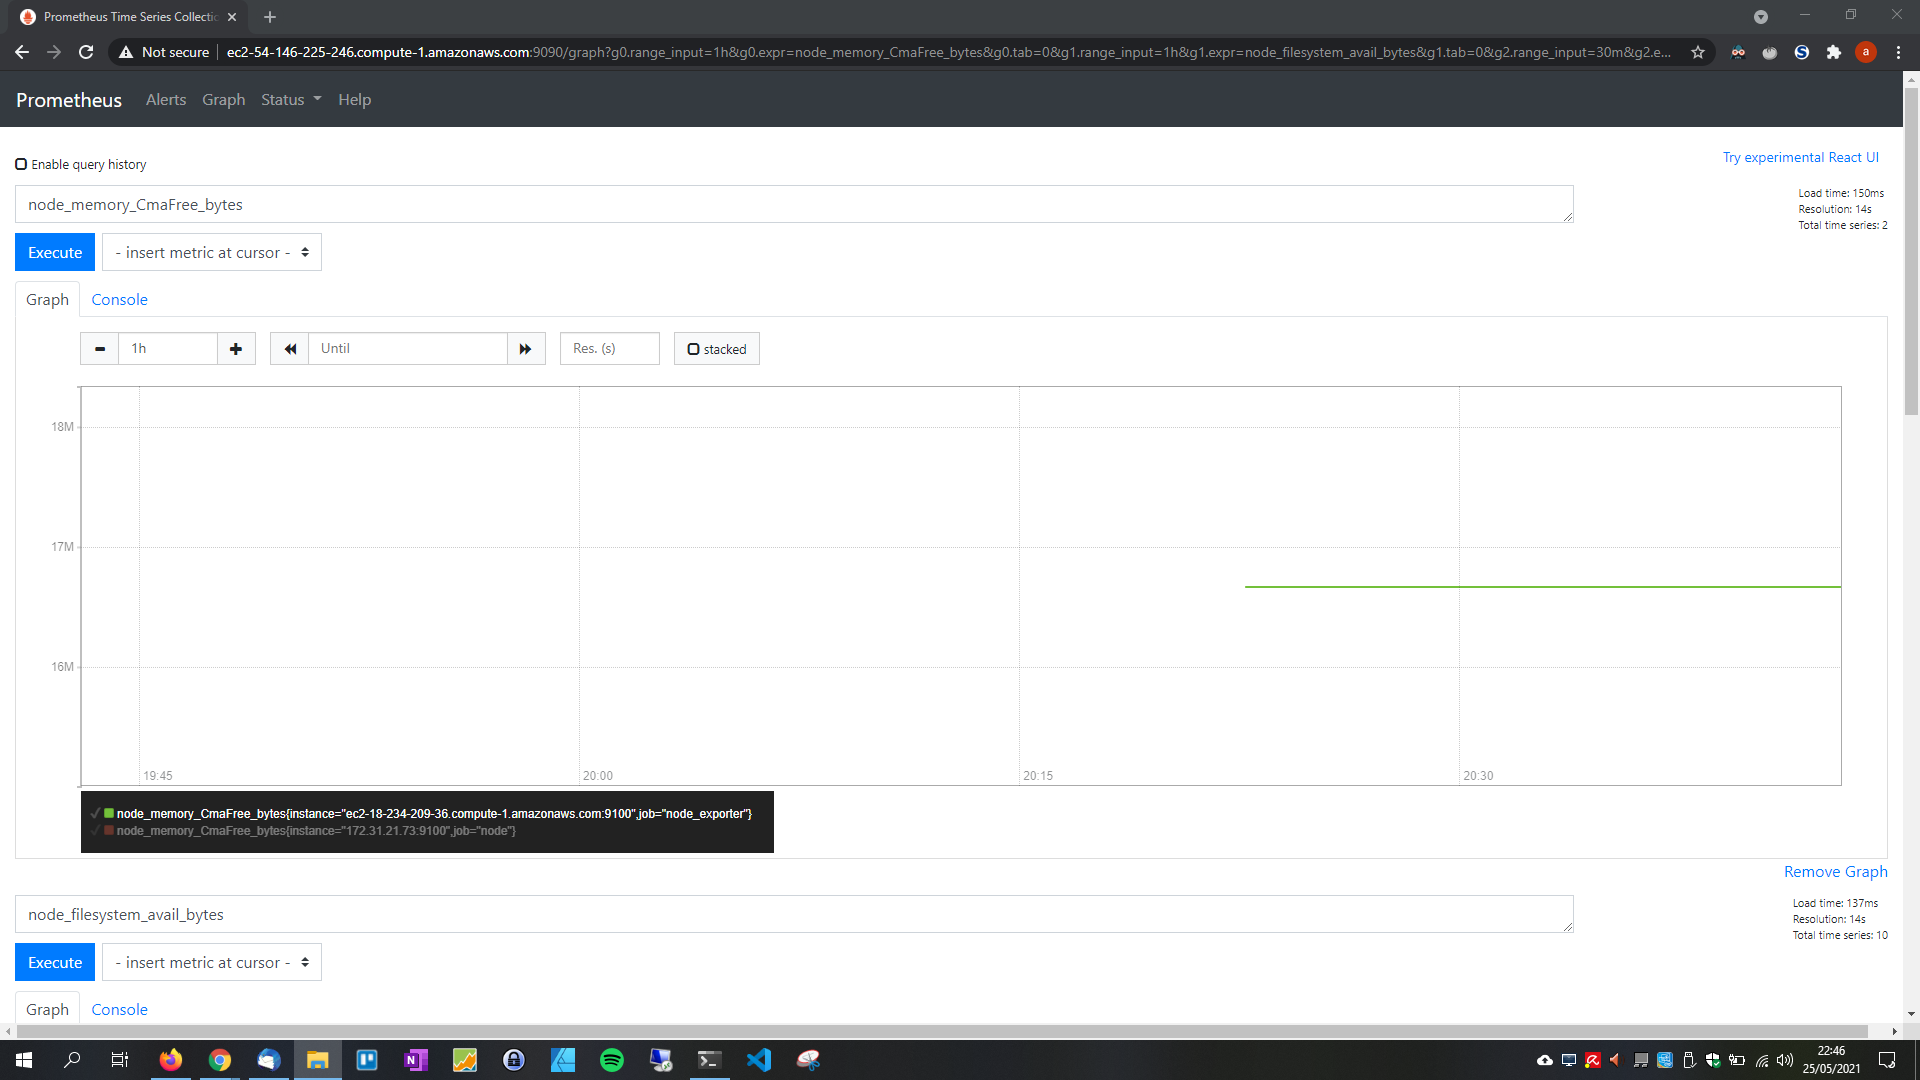 Prometheus Time Series Collectio
Not secure
ec2-54-146-225-246.compute-1.amazonaws.com:9090/graph?g0.range_input=1h&g0.expr=node_memory_CmaFree_bytes&g0.tab=0&g1.range_input=1h&g1.expr=node_filesystem_avail_bytes&g1.tab=0&g2.range_input=30m&g2.e...
a
Prometheus
Alerts
Graph
Status
Help
Enable query history
Try experimental React UI
node_memory_CmaFree_bytes
Load time: 150ms
Resolution: 14s
Total time series: 2
Execute
- insert metric at cursor -
Graph
Console
1h
Until
Res. (s)
stacked
18M
17M
16M
19:45
20:00
20:15
20:30
node_memory_CmaFree_bytes{instance="ec2-18-234-209-36.compute-1.amazonaws.com:9100",job="node_exporter"}
node_memory_CmaFree_bytes{instance="172.31.21.73:9100",job="node"}
Remove Graph
node_filesystem_avail_bytes
Load time: 137ms
Resolution: 14s
Total time series: 10
Execute
- insert metric at cursor -
Graph
Console
22:46
25/05/2021